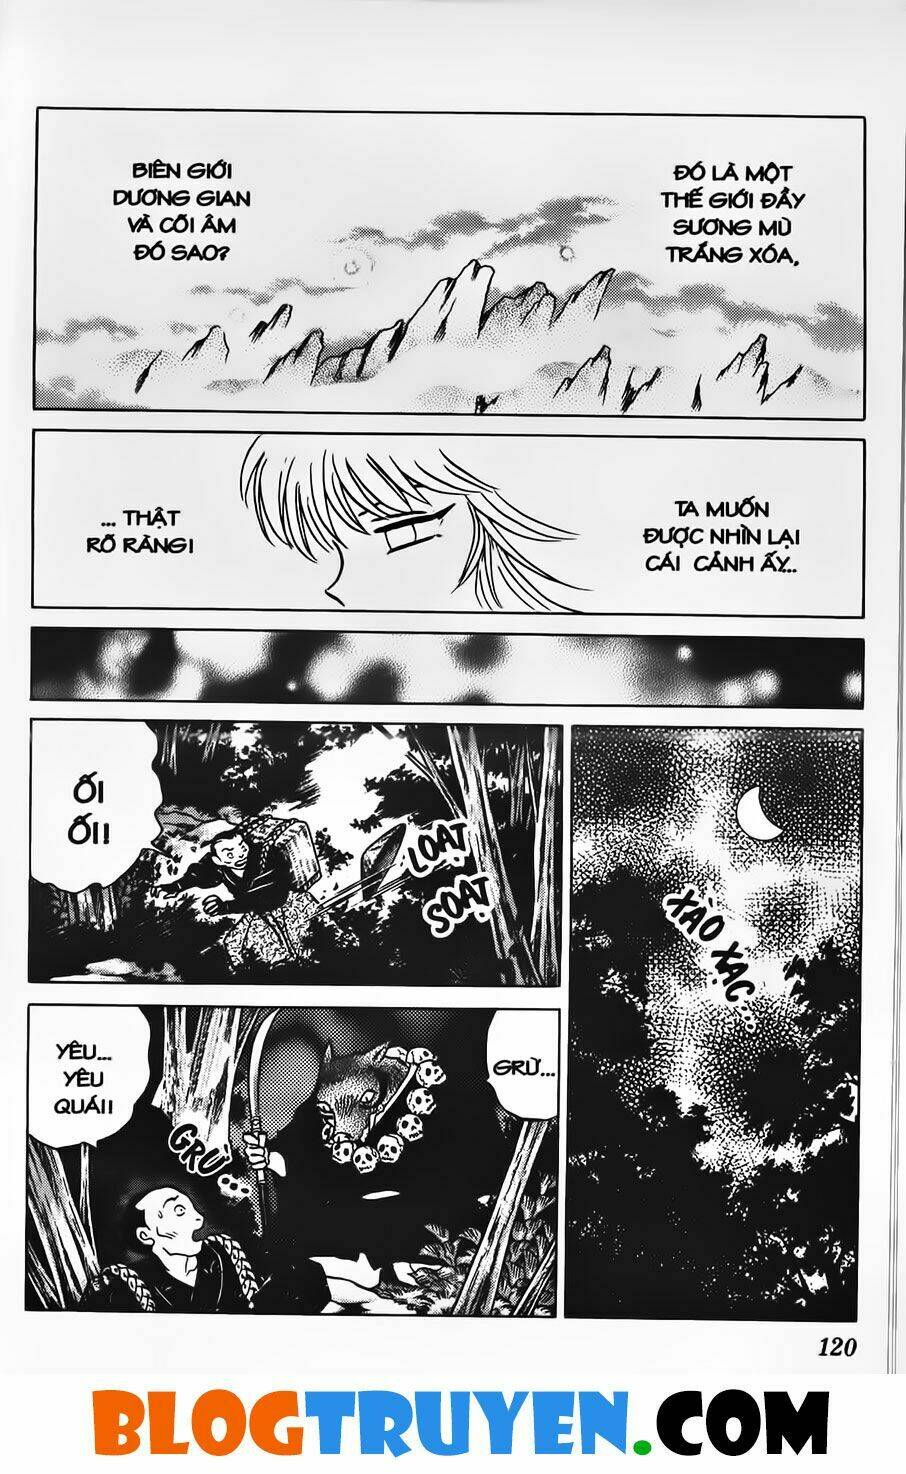 ĐÓ LÀ MỘT
THẾ GIỚI ĐẦY
SƯƠNG MÙ
TRẮNG XÓA,
BIÊN GIỚI
DƯƠNG GIAN
VÀ CÕI ÂM
ĐÓ SAO?
TA MUỐN
ĐƯỢC NHÌN LẠI
CÁI CẢNH ẤY...
... THẬT
RÕ RÀNG!
XÀO XẠC...
ỐI
ỐI!
LOẠT
SOẠT
GRỪ...
YÊU...
YÊU
QUÁI!
GRỪ...
120
BLOGTRUYEN.COM